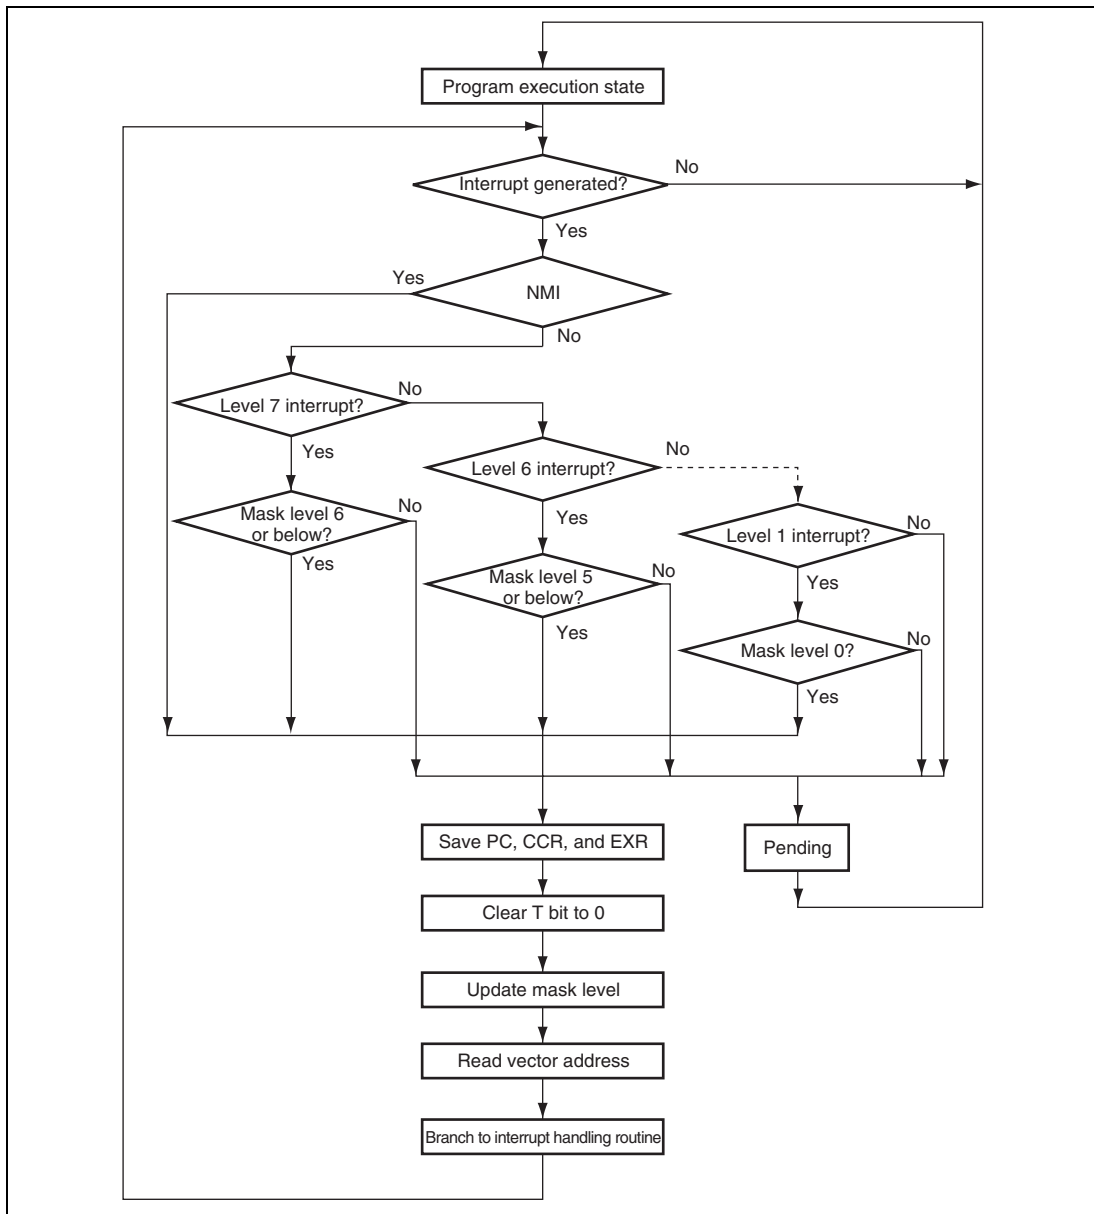 Program execution state
Interrupt generated?
No
Yes
Yes
NMI
No
Level 7 interrupt?
No
Yes
Level 6 interrupt?
No
Yes
Mask level 6
or below?
No
Yes
Level 1 interrupt?
No
Yes
Mask level 5
or below?
No
Yes
Mask level 0?
No
Yes
Save PC, CCR, and EXR
Pending
Clear T bit to 0
Update mask level
Read vector address
Branch to interrupt handling routine